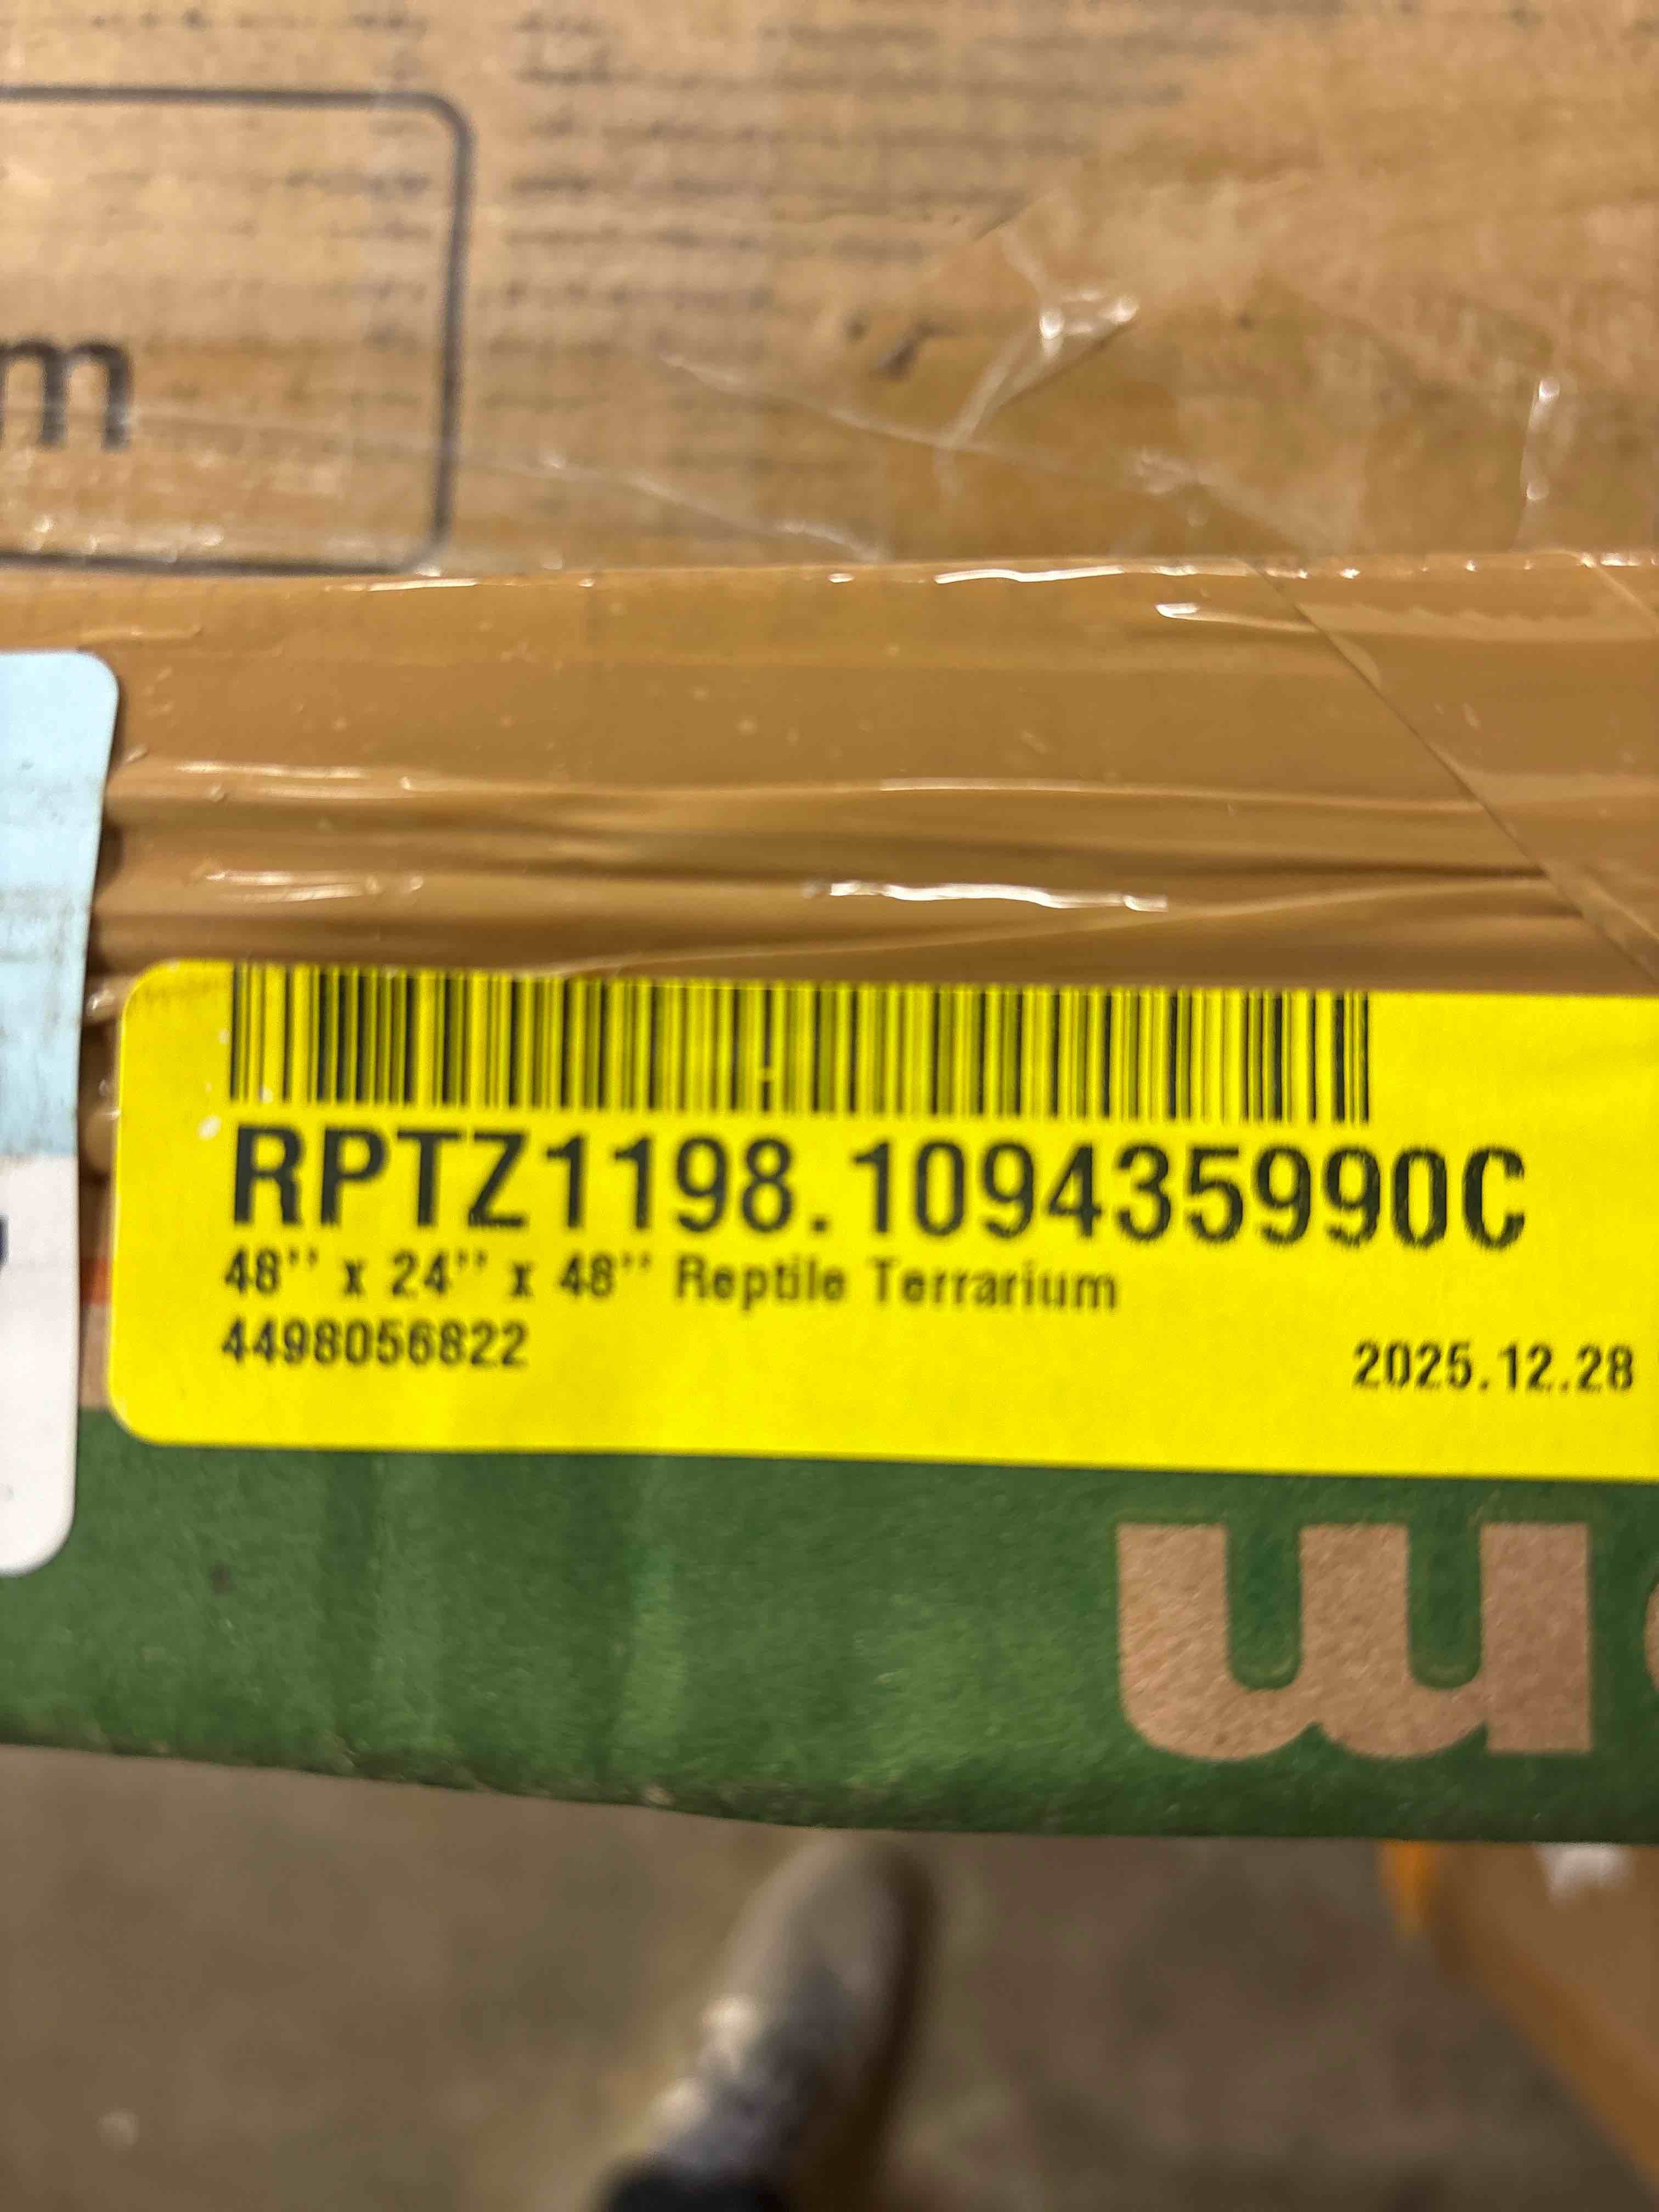 m
RPTZ1198.109435990C
48'' x 24'' x 48'' Reptile Terrarium
4498056822
2025.12.28